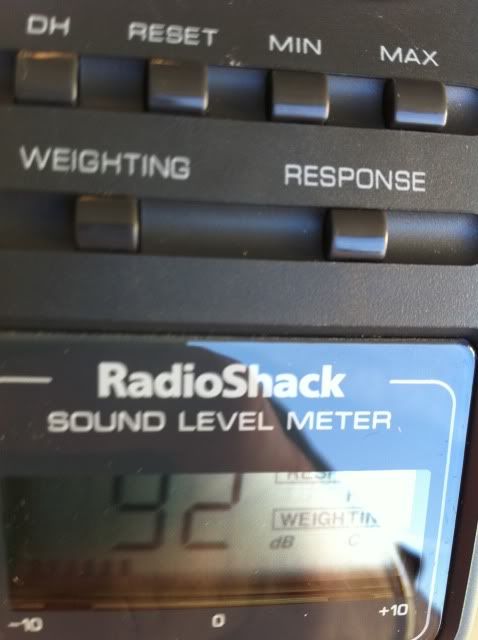 DH RESET MIN MAX
WEIGHTING RESPONSE
RadioShack
SOUND LEVEL METER
92
WEIGHTIN
dB C
-10 0 +10